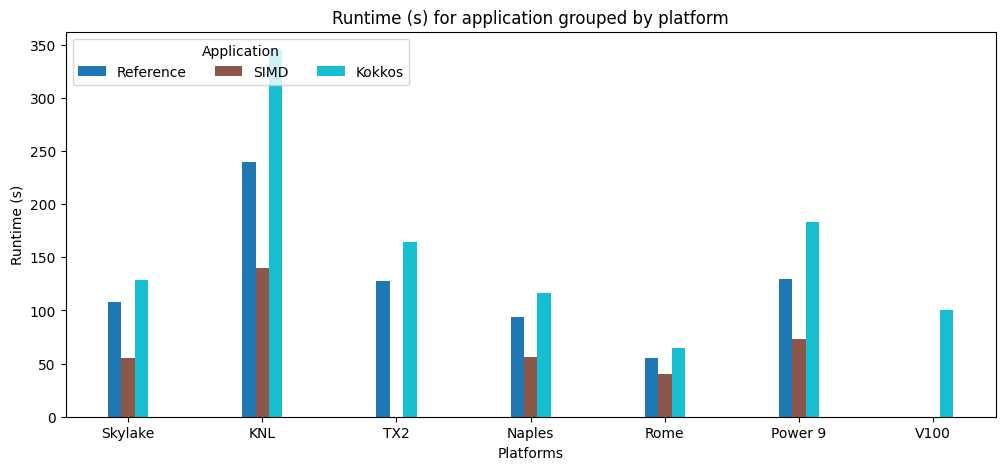 Runtime (s) for application grouped by platform
Application
Reference SIMD Kokkos
350
300
250
200
150
100
50
0
Runtime (s)
Skylake KNL TX2 Naples Rome Power 9 V100
Platforms